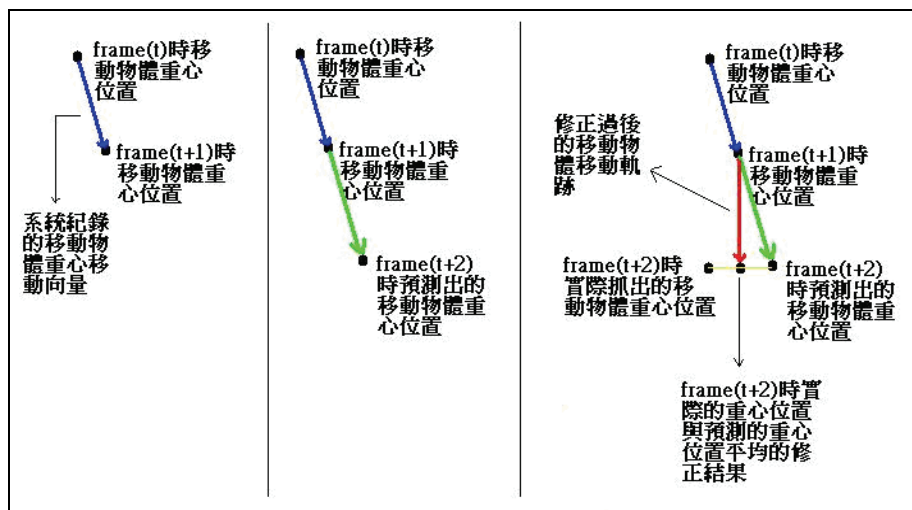 frame(t)時移
動物體重心
位置
frame(t+1)時
移動物體重
心位置
系統紀錄
的移動物
體重心移
動向量
frame(t)時移
動物體重心
位置
frame(t+1)時
移動物體重
心位置
frame(t+2)
時預測出的
移動物體重
心位置
frame(t)時移
動物體重心
位置
修正過後
的移動物
體移動軌
跡
frame(t+1)時
移動物體重
心位置
frame(t+2)時
實際抓出的移
動物體重心位置
frame(t+2)
時預測出的
移動物體重
心位置
frame(t+2)時實
際的重心位置
與預測的重心
位置平均的修
正結果